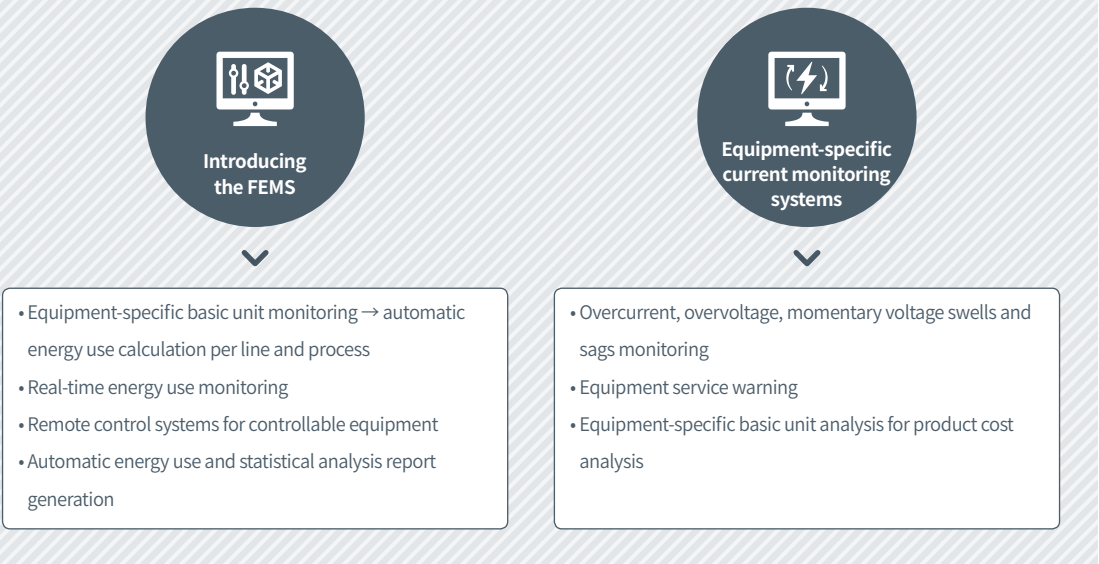 Introducing
the FEMS
• Equipment-specific basic unit monitoring → automatic
energy use calculation per line and process
• Real-time energy use monitoring
• Remote control systems for controllable equipment
• Automatic energy use and statistical analysis report
generation
Equipment-specific
current monitoring
systems
• Overcurrent, overvoltage, momentary voltage swells and
sags monitoring
• Equipment service warning
• Equipment-specific basic unit analysis for product cost
analysis